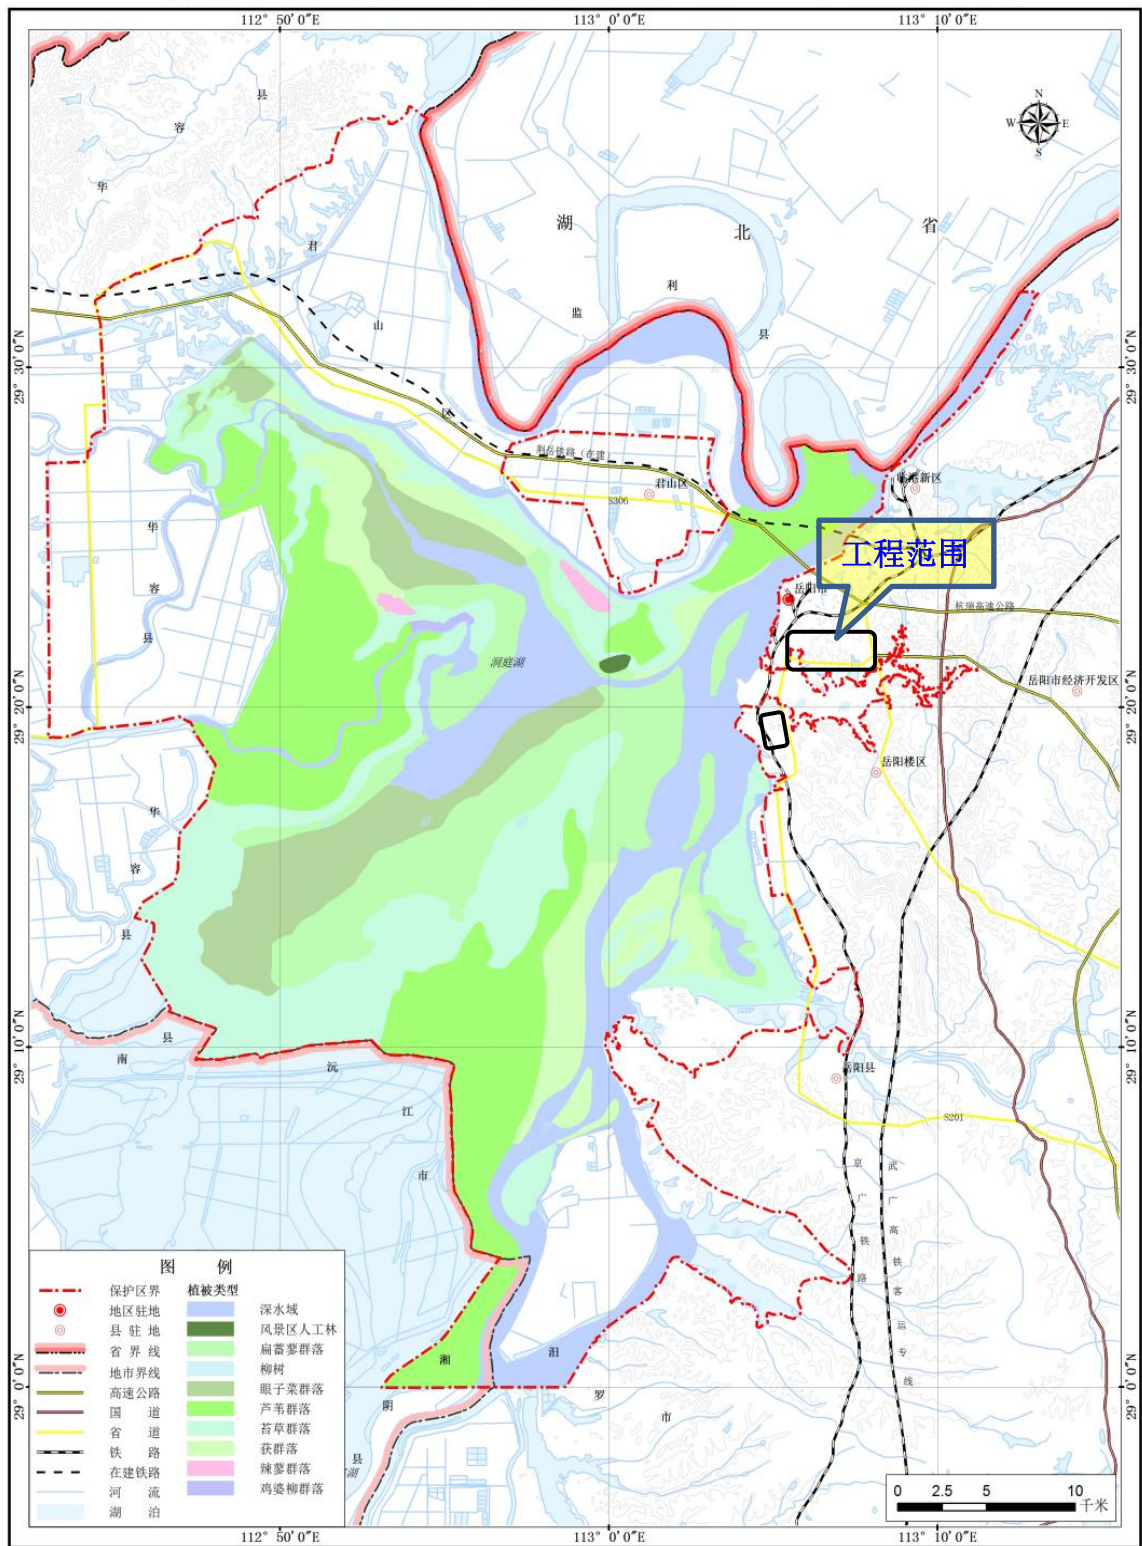 112° 50′ 0″E
113° 0′ 0″E
113° 10′ 0″E
县
容
华
N
W
E
S
湖
北
省
君
利
监
山
县
29° 30′ 0″N
29° 30′ 0″N
区
荆岳铁路(在建
君山区
S306
临港新区
华
容
县
工程范围
岳阳市
杭瑞高速公路
洞庭湖
岳阳市经济开发区
29° 20′ 0″N
29° 20′ 0″N
岳阳楼区
华
容
县
29° 10′ 0″N
29° 10′ 0″N
县
南
沅
江
市
岳阳县
S201
京
广
铁
路
武
广
高
铁
客
运
专
线
图 例
保护区界
植被类型
地区驻地
深水域
县 驻 地
风景区人工林
省 界 线
扁蓄蓼群落
地市界线
柳树
高速公路
眼子菜群落
国 道
芦苇群落
省 道
苔草群落
铁 路
荻群落
在建铁路
辣蓼群落
河 流
鸡婆柳群落
湖 泊
湘
阴
县
湖
汨
罗
市
29° 0′ 0″N
29° 0′ 0″N
0 2.5 5 10
千米
112° 50′ 0″E
113° 0′ 0″E
113° 10′ 0″E